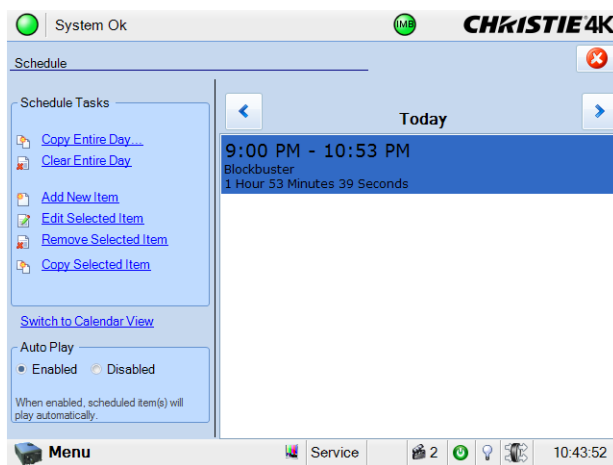 System Ok
IMB
CHRISTIE 4K
Schedule
Schedule Tasks
Copy Entire Day...
Clear Entire Day
Add New Item
Edit Selected Item
Remove Selected Item
Copy Selected Item
Switch to Calendar View
Auto Play
Enabled
Disabled
When enabled, scheduled item(s) will
play automatically.
Today
9:00 PM - 10:53 PM
Blockbuster
1 Hour 53 Minutes 39 Seconds
Menu
Service
2
10:43:52